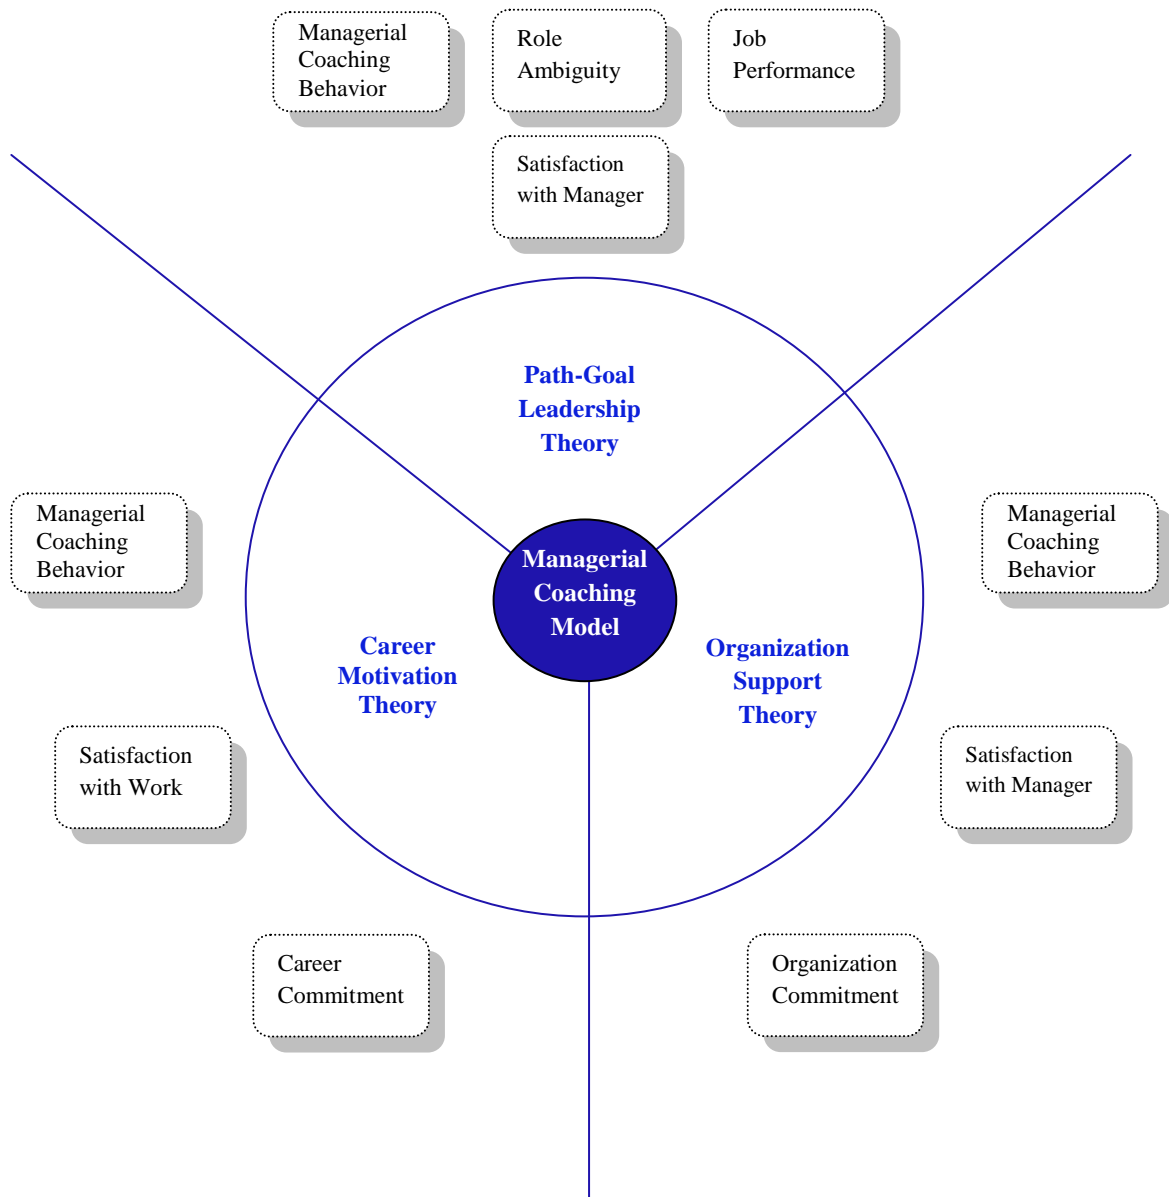 Managerial
Coaching
Behavior
Role
Ambiguity
Job
Performance
Satisfaction
with Manager
Path-Goal
Leadership
Theory
Managerial
Coaching
Behavior
Managerial
Coaching
Model
Managerial
Coaching
Behavior
Career
Motivation
Theory
Organization
Support
Theory
Satisfaction
with Work
Satisfaction
with Manager
Career
Commitment
Organization
Commitment